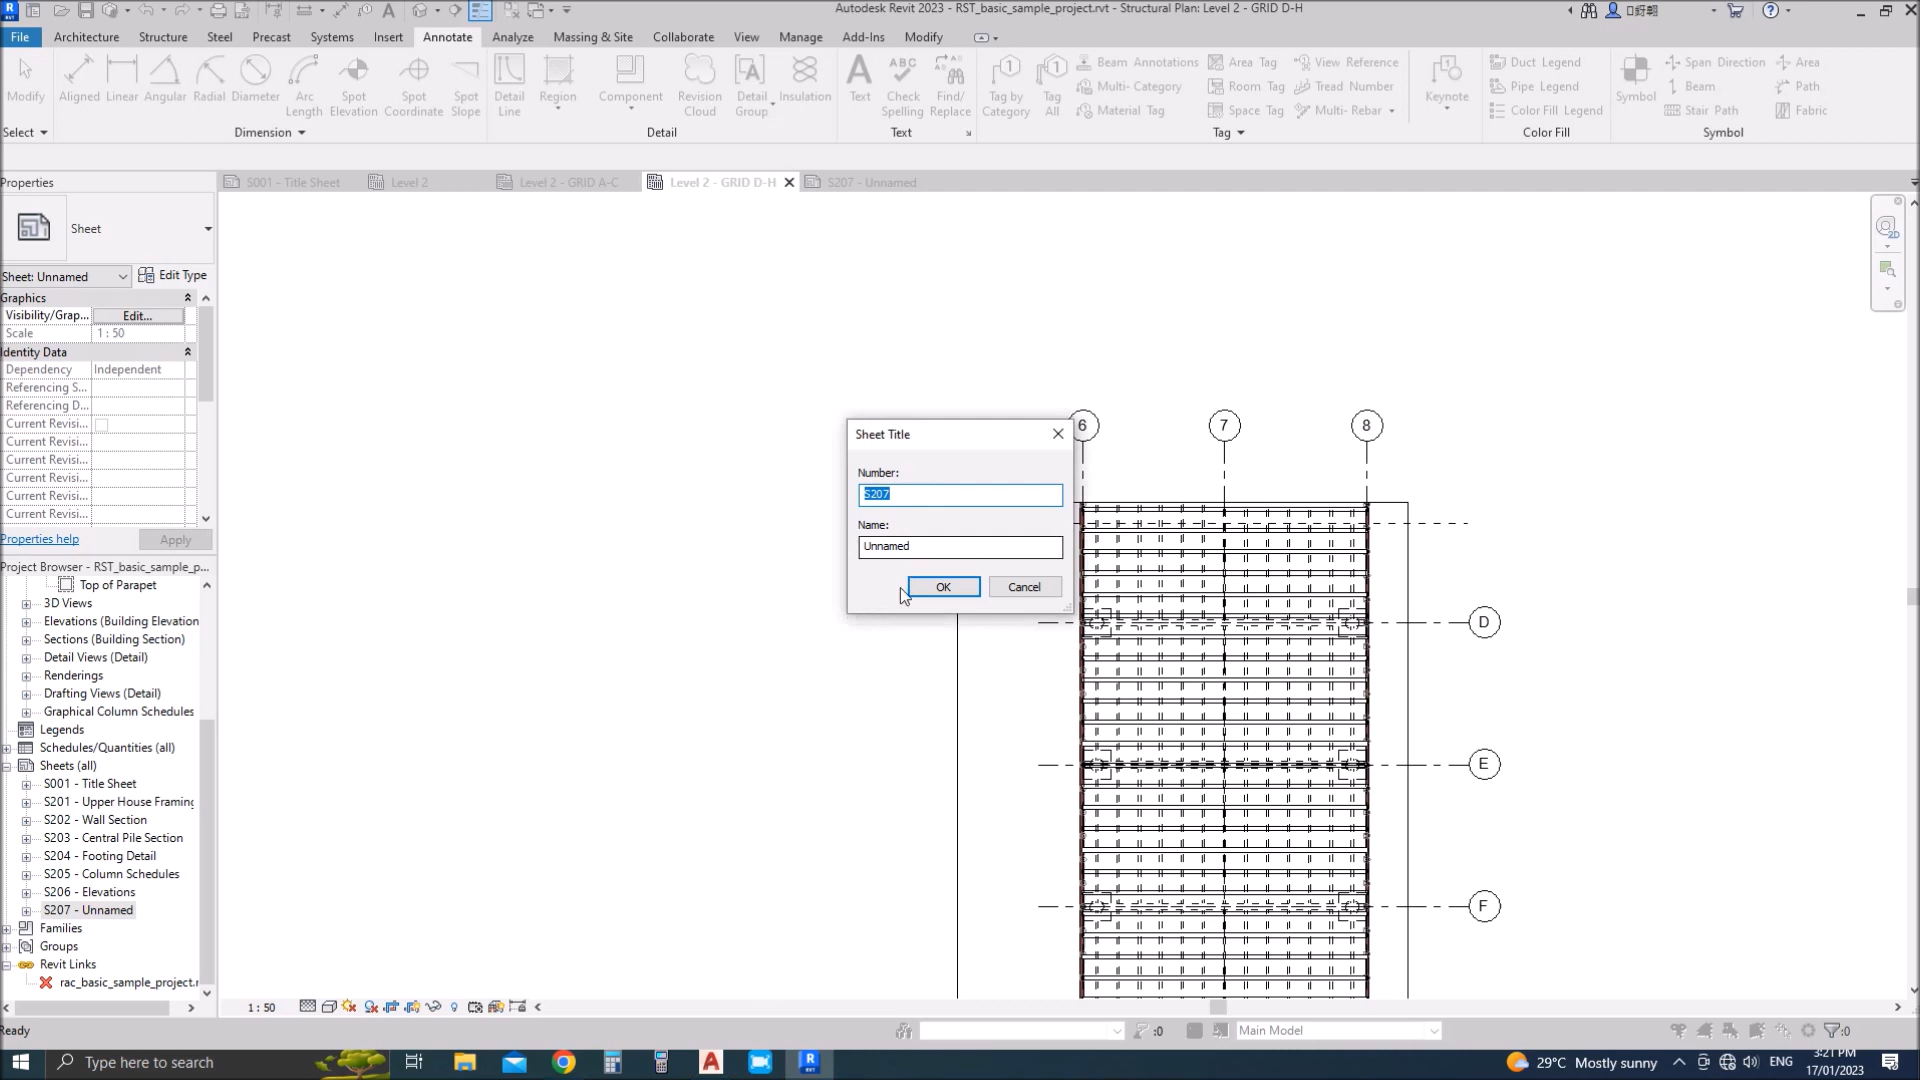 Autodesk Revit 2023 - RST_basic_sample_project.rvt - Structural Plan: Level 2 - GRID D-H
File Architecture Structure Steel Precast Systems Insert Annotate Analyze Massing & Site Collaborate View Manage Add-Ins Modify
Modify Aligned Linear Angular Radial Diameter Arc Length Spot Elevation Spot Coordinate Spot Slope Detail Line Region Component Revision Cloud Detail Group Insulation Text Check Spelling Find/ Replace Tag by Category Tag All
Beam Annotations Area Tag View Reference
Multi- Category Room Tag Tread Number
Material Tag Space Tag Multi- Rebar
Keynote
Duct Legend
Pipe Legend
Color Fill Legend
Symbol
Span Direction Area
Beam Path
Stair Path Fabric
Select Dimension Detail Text Tag Color Fill Symbol
Properties
S001 - Title Sheet Level 2 Level 2 - GRID A-C Level 2 - GRID D-H S207 - Unnamed
Sheet
Sheet: Unnamed Edit Type
Graphics
Visibility/Grap... Edit...
Scale 1 : 50
Identity Data
Dependency Independent
Referencing S...
Referencing D...
Current Revisi...
Current Revisi...
Current Revisi...
Current Revisi...
Current Revisi...
Current Revisi...
Properties help Apply
Project Browser - RST_basic_sample_p...
Top of Parapet
3D Views
Elevations (Building Elevation
Sections (Building Section)
Detail Views (Detail)
Renderings
Drafting Views (Detail)
Graphical Column Schedules
Legends
Schedules/Quantities (all)
Sheets (all)
S001 - Title Sheet
S201 - Upper House Framing
S202 - Wall Section
S203 - Central Pile Section
S204 - Footing Detail
S205 - Column Schedules
S206 - Elevations
S207 - Unnamed
Families
Groups
Revit Links
rac_basic_sample_project.r
Sheet Title
Number:
S207
Name:
Unnamed
OK Cancel
6 7 8
D
E
F
1 : 50
Ready :0 Main Model :0
Type here to search
29°C Mostly sunny ENG
3:21 PM
17/01/2023